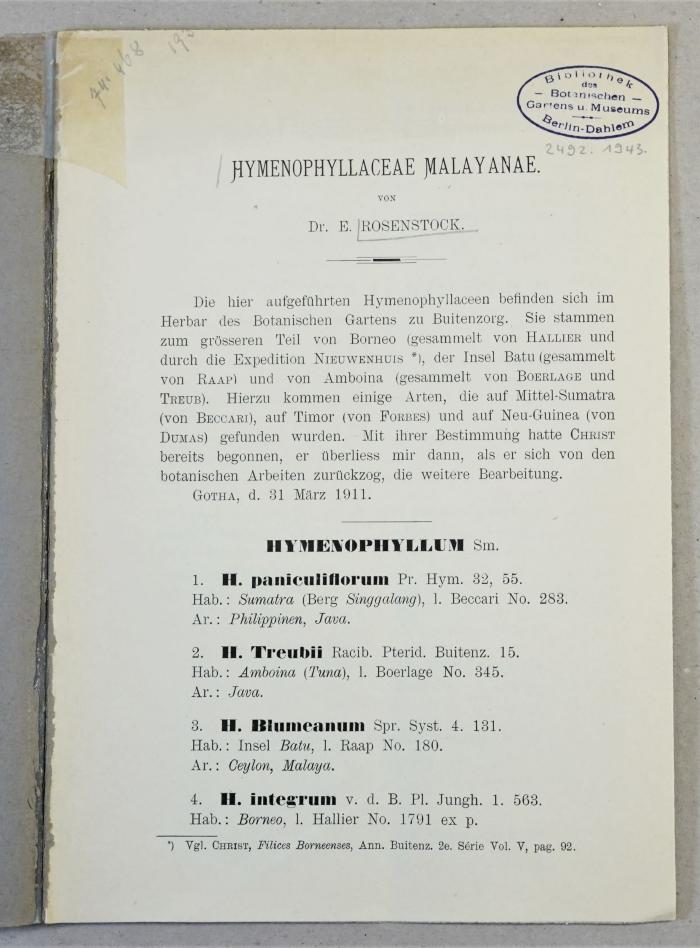 Bibliothek
des
— Botanischen —
Gartens u. Museums
Berlin-Dahlem
2492. 1943.
HYMENOPHYLLACEAE MALAYANAE.
VON
Dr. E. ROSENSTOCK.
Die hier aufgeführten Hymenophyllaceen befinden sich im
Herbar des Botanischen Gartens zu Buitenzorg. Sie stammen
zum grösseren Teil von Borneo (gesammelt von HALLIER und
durch die Expedition NIEUWENHUIS *), der Insel Batu (gesammelt
von RAAP) und von Amboina (gesammelt von BOERLAGE und
TREUB). Hierzu kommen einige Arten, die auf Mittel-Sumatra
(von BECCARI), auf Timor (von FORBES) und auf Neu-Guinea (von
DUMAS) gefunden wurden. Mit ihrer Bestimmung hatte CHRIST
bereits begonnen, er überliess mir dann, als er sich von den
botanischen Arbeiten zurückzog, die weitere Bearbeitung.
GOTHA, d. 31 März 1911.
HYMENOPHYLLUM Sm.
1. H. paniculiflorum Pr. Hym. 32, 55.
Hab.: Sumatra (Berg Singgalang), l. Beccari No. 283.
Ar.: Philippinen, Java.
2. H. Treubii Racib. Pterid. Buitenz. 15.
Hab.: Amboina (Tuna), l. Boerlage No. 345.
Ar.: Java.
3. H. Blumeanum Spr. Syst. 4. 131.
Hab.: Insel Batu, l. Raap No. 180.
Ar.: Ceylon, Malaya.
4. H. integrum v. d. B. Pl. Jungh. 1. 563.
Hab.: Borneo, l. Hallier No. 1791 ex p.
*) Vgl. CHRIST, Filices Borneenses, Ann. Buitenz. 2e. Série Vol. V, pag. 92.